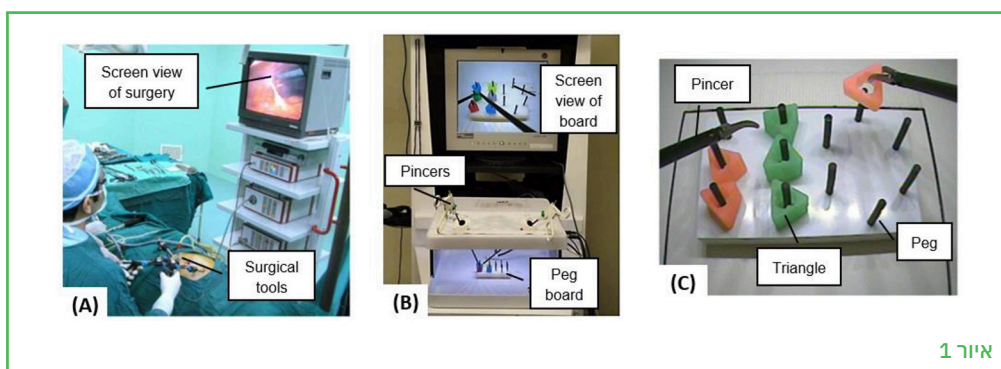 Screen view
of surgery
Surgical
tools
(A)
Screen
view of
board
Pincers
Peg
board
(B)
Pincer
Triangle
Peg
(C)
איור 1